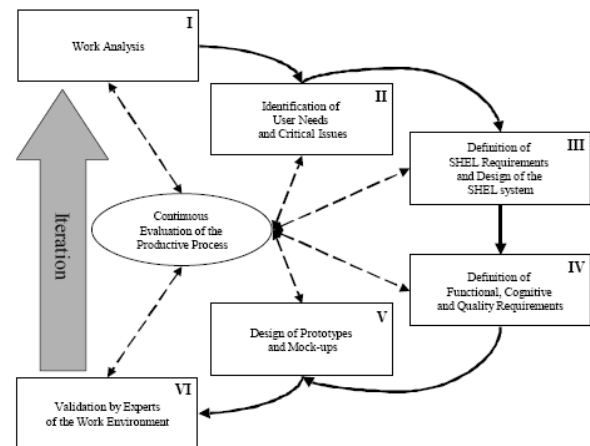 I
Work Analysis
II
Identification of
User Needs
and Critical Issues
III
Definition of
SHEL Requirements
and Design of the
SHEL system
Iteration
Continuous
Evaluation of the
Productive Process
IV
Definition of
Functional, Cognitive
and Quality Requirements
V
Design of Prototypes
and Mock-ups
VI
Validation by Experts
of the Work Environment